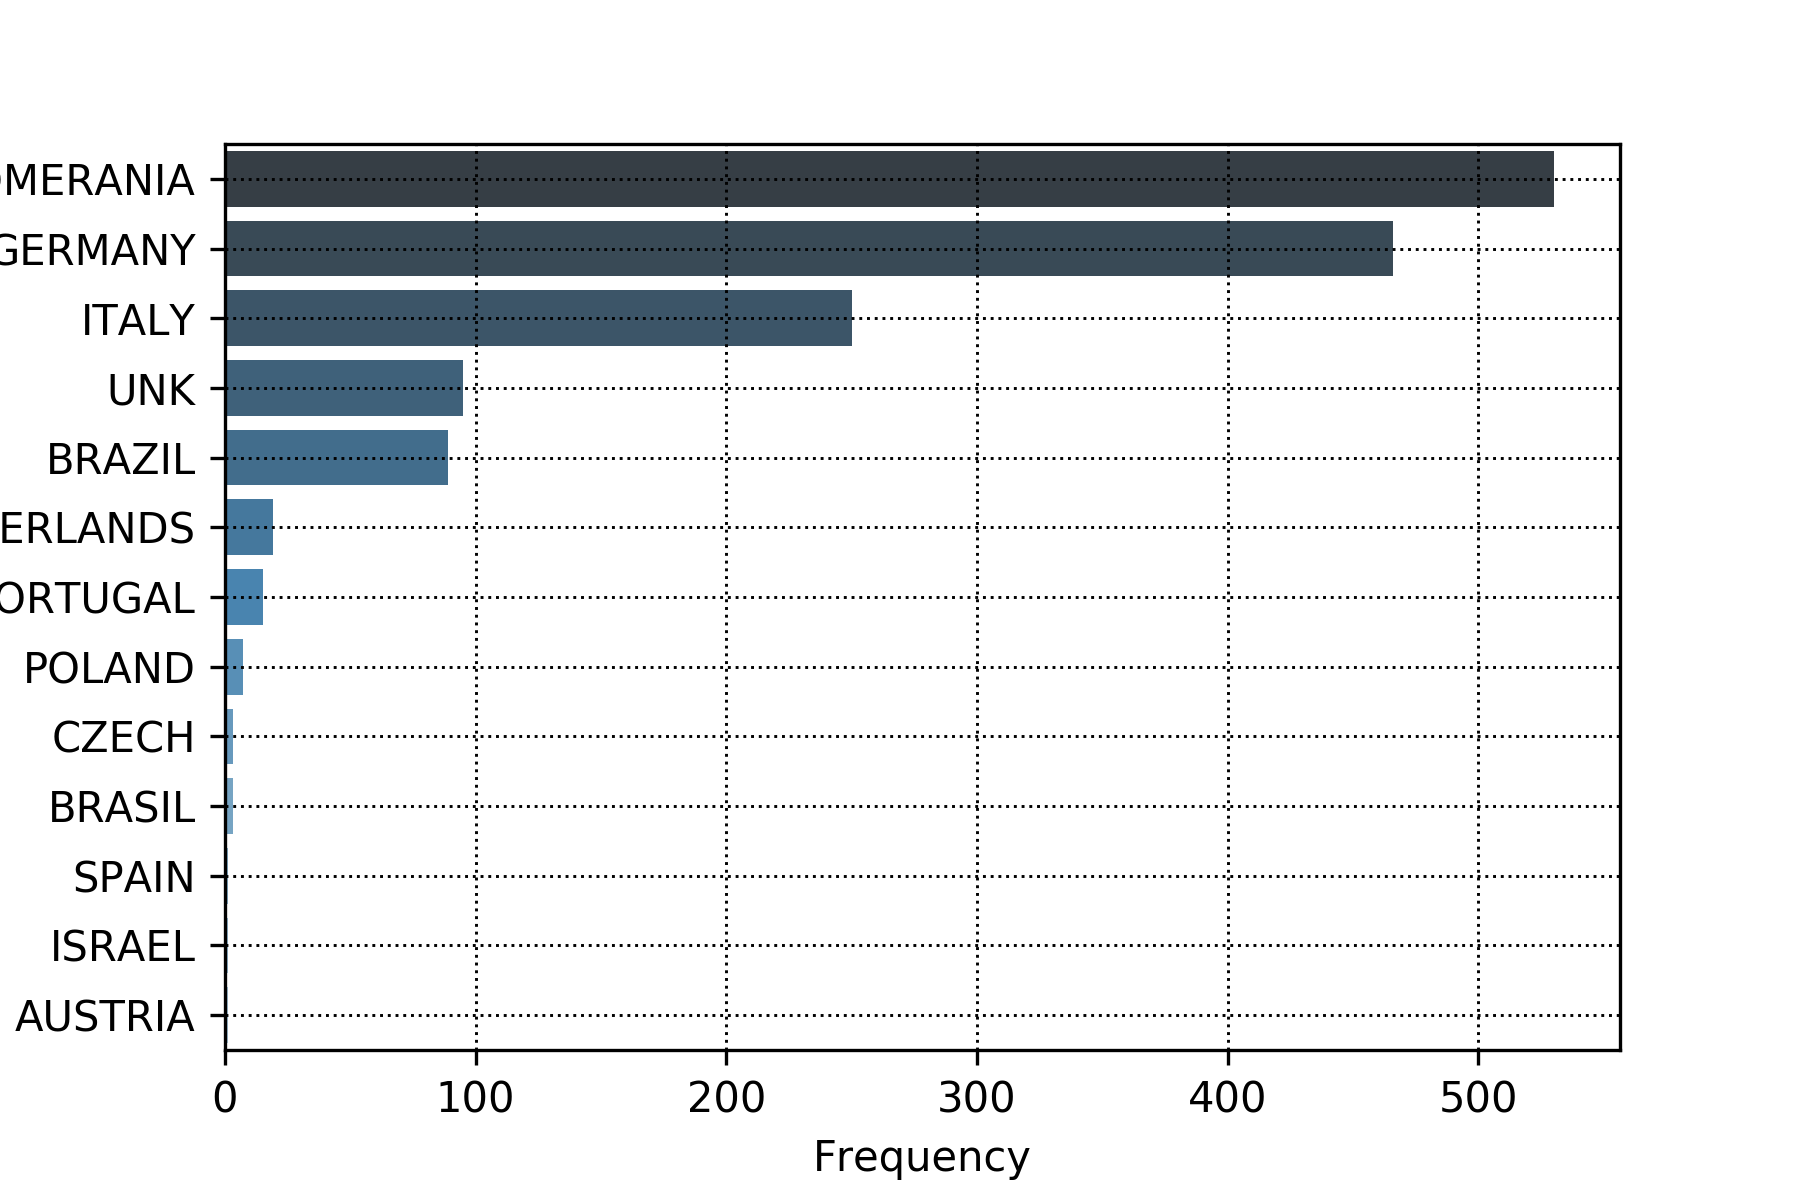 OMERANIA
GERMANY
ITALY
UNK
BRAZIL
ERLANDS
ORTUGAL
POLAND
CZECH
BRASIL
SPAIN
ISRAEL
AUSTRIA
0 100 200 300 400 500
Frequency